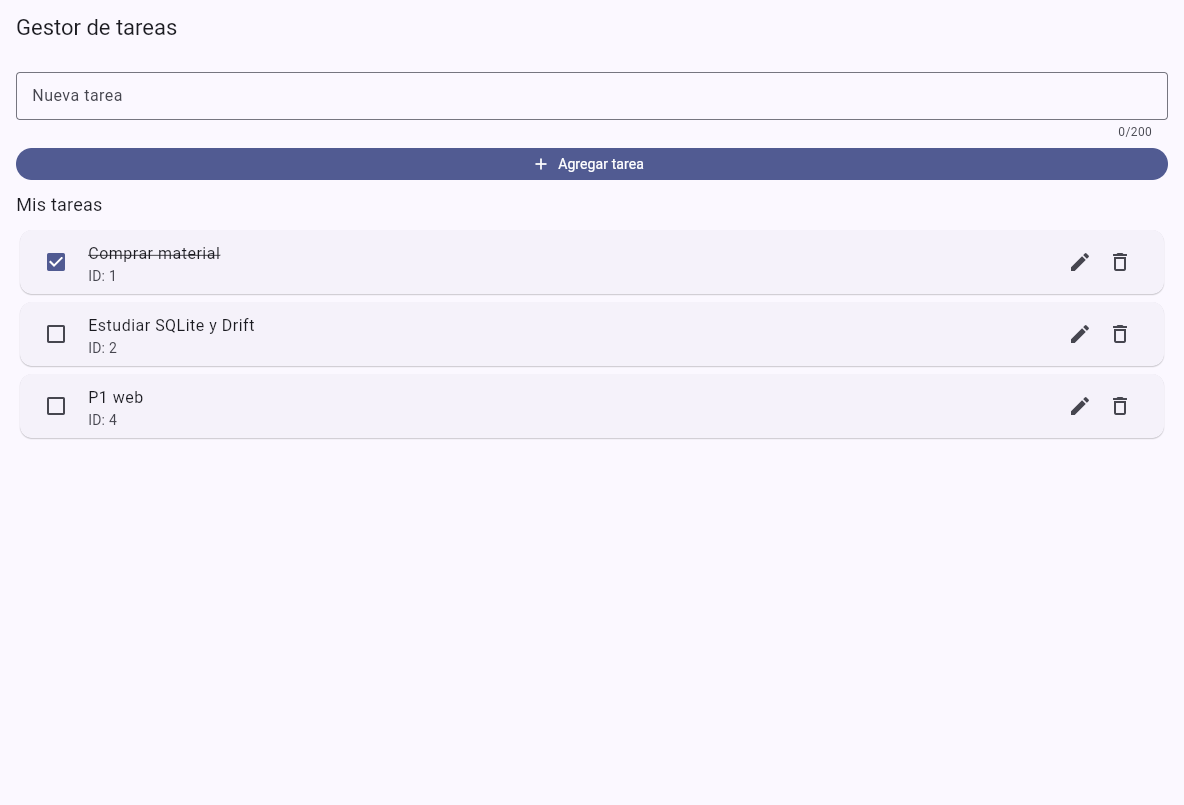 Gestor de tareas
Nueva tarea
0/200
Agregar tarea
Mis tareas
Comprar material
ID: 1
Estudiar SQLite y Drift
ID: 2
P1 web
ID: 4